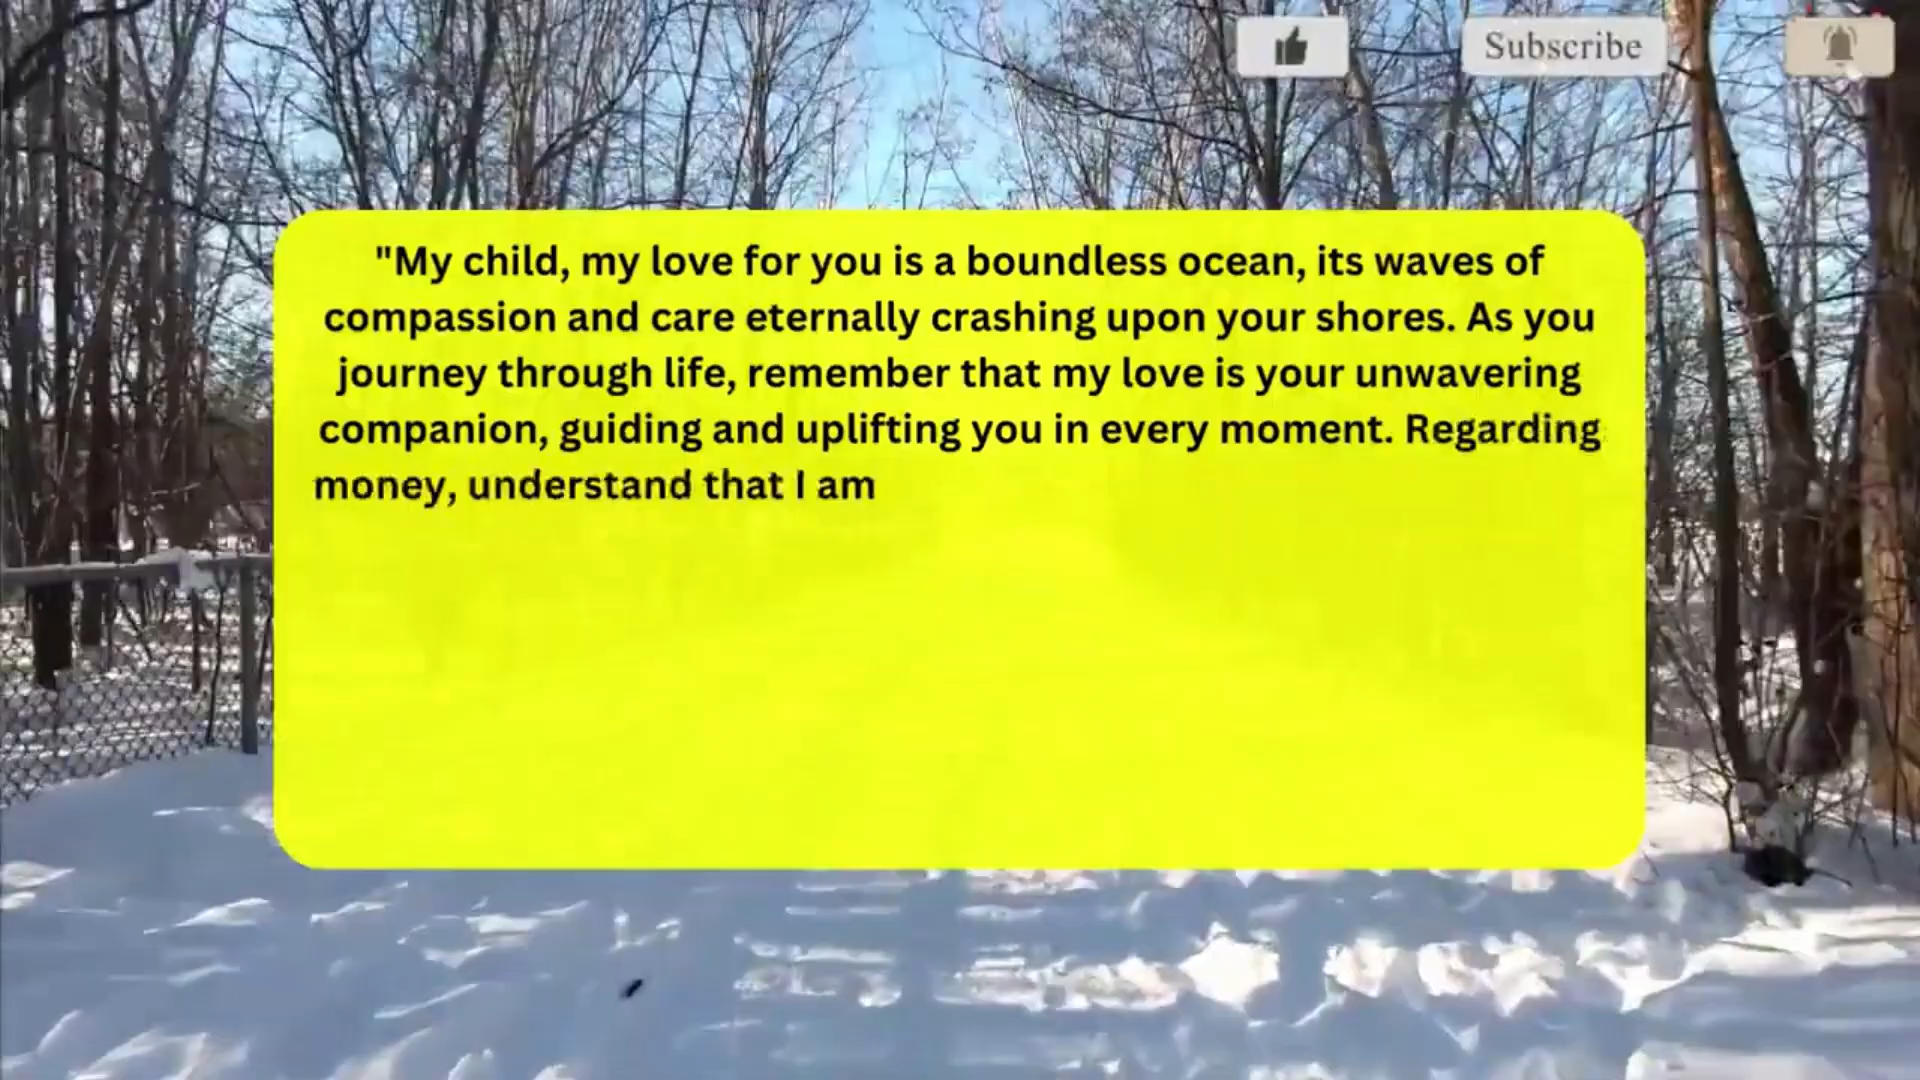 Subscribe
"My child, my love for you is a boundless ocean, its waves of
compassion and care eternally crashing upon your shores. As you
journey through life, remember that my love is your unwavering
companion, guiding and uplifting you in every moment. Regarding
money, understand that I am